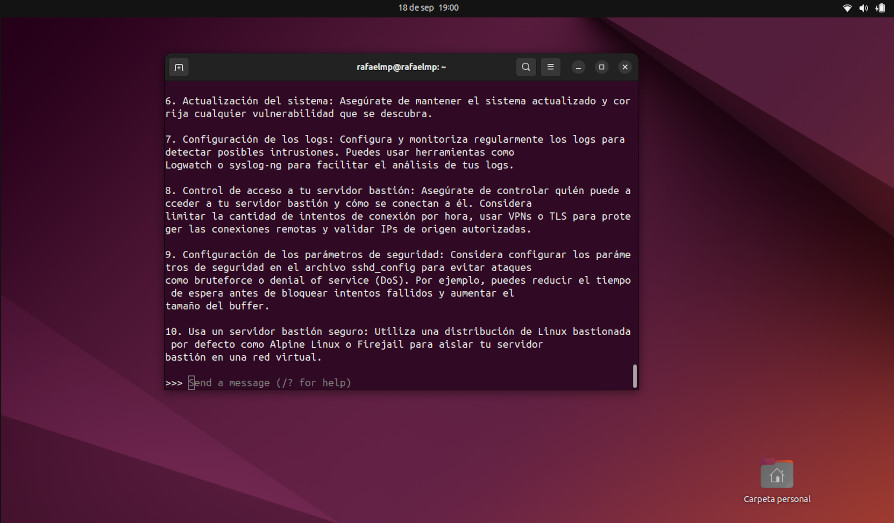 18 de sep 19:00
rafaelmp@rafaelmp: ~
6. Actualización del sistema: Asegúrate de mantener el sistema actualizado y cor
rija cualquier vulnerabilidad que se descubra.
7. Configuración de los logs: Configura y monitoriza regularmente los logs para
detectar posibles intrusiones. Puedes usar herramientas como
Logwatch o syslog-ng para facilitar el análisis de tus logs.
8. Control de acceso a tu servidor bastión: Asegúrate de controlar quién puede a
cceder a tu servidor bastión y cómo se conectan a él. Considera
limitar la cantidad de intentos de conexión por hora, usar VPNs o TLS para prote
ger las conexiones remotas y validar IPs de origen autorizadas.
9. Configuración de los parámetros de seguridad: Considera configurar los paráme
tros de seguridad en el archivo sshd_config para evitar ataques
como bruteforce o denial of service (DoS). Por ejemplo, puedes reducir el tiempo
de espera antes de bloquear intentos fallidos y aumentar el
tamaño del buffer.
10. Usa un servidor bastión seguro: Utiliza una distribución de Linux bastionada
por defecto como Alpine Linux o Firejail para aislar tu servidor
bastión en una red virtual.
>>> Send a message (/? for help)
Carpeta personal